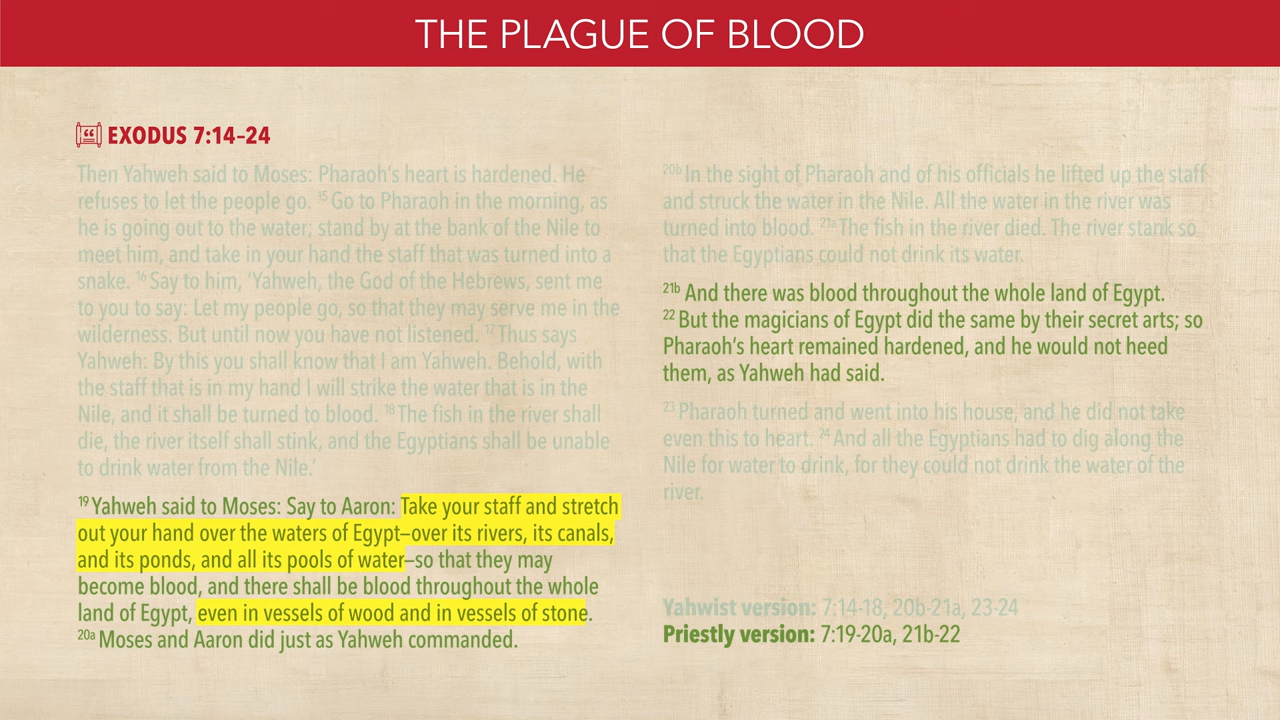 THE PLAGUE OF BLOOD
EXODUS 7:14–24
Then Yahweh said to Moses: Pharaoh’s heart is hardened. He
refuses to let the people go. 15 Go to Pharaoh in the morning, as
he is going out to the water; stand by at the bank of the Nile to
meet him, and take in your hand the staff that was turned into a
snake. 16 Say to him, ‘Yahweh, the God of the Hebrews, sent me
to you to say: Let my people go, so that they may serve me in the
wilderness. But until now you have not listened. 17 Thus says
Yahweh: By this you shall know that I am Yahweh. Behold, with
the staff that is in my hand I will strike the water that is in the
Nile, and it shall be turned to blood. 18 The fish in the river shall
die, the river itself shall stink, and the Egyptians shall be unable
to drink water from the Nile.’
19 Yahweh said to Moses: Say to Aaron: Take your staff and stretch
out your hand over the waters of Egypt—over its rivers, its canals,
and its ponds, and all its pools of water—so that they may
become blood, and there shall be blood throughout the whole
land of Egypt, even in vessels of wood and in vessels of stone.
20a Moses and Aaron did just as Yahweh commanded.
20b In the sight of Pharaoh and of his officials he lifted up the staff
and struck the water in the Nile. All the water in the river was
turned into blood. 21a The fish in the river died. The river stank so
that the Egyptians could not drink its water.
21b And there was blood throughout the whole land of Egypt.
22 But the magicians of Egypt did the same by their secret arts; so
Pharaoh’s heart remained hardened, and he would not heed
them, as Yahweh had said.
23 Pharaoh turned and went into his house, and he did not take
even this to heart. 24 And all the Egyptians had to dig along the
Nile for water to drink, for they could not drink the water of the
river.
Yahwist version: 7:14-18, 20b-21a, 23-24
Priestly version: 7:19-20a, 21b-22